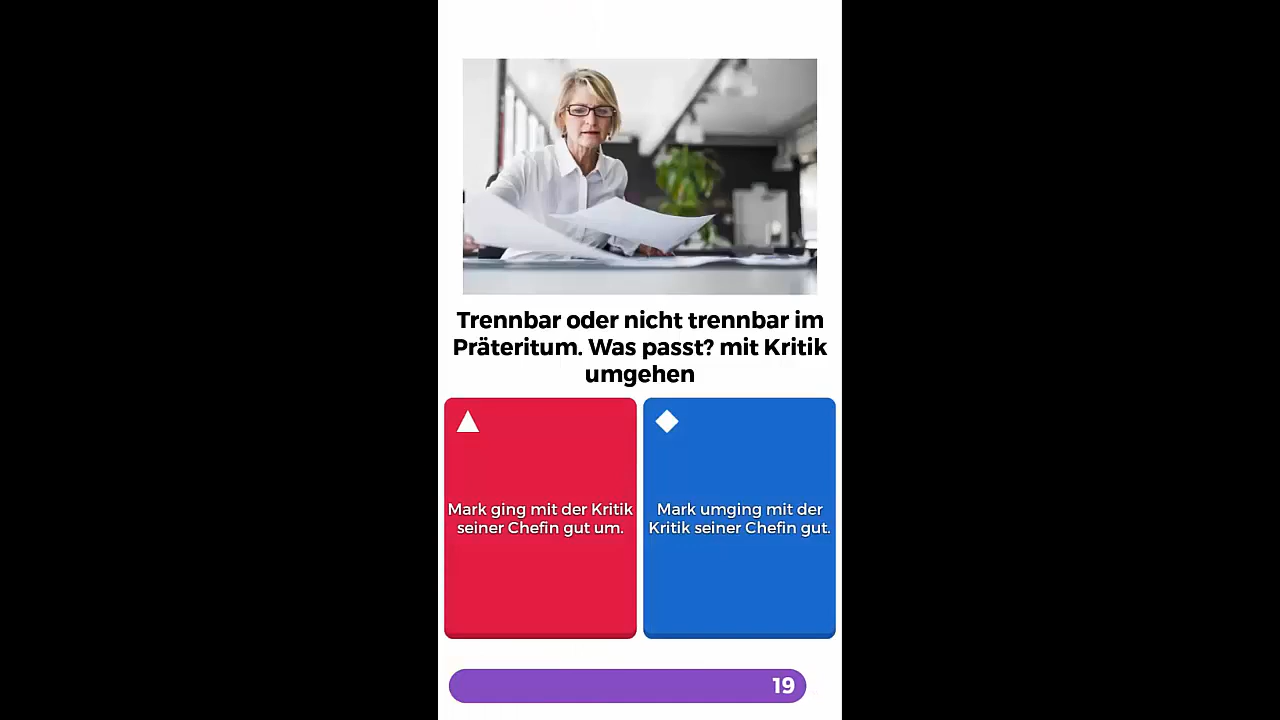 Trennbar oder nicht trennbar im
Präteritum. Was passt? mit Kritik
umgehen
Mark ging mit der Kritik
seiner Chefin gut um.
Mark umging mit der
Kritik seiner Chefin gut.
19